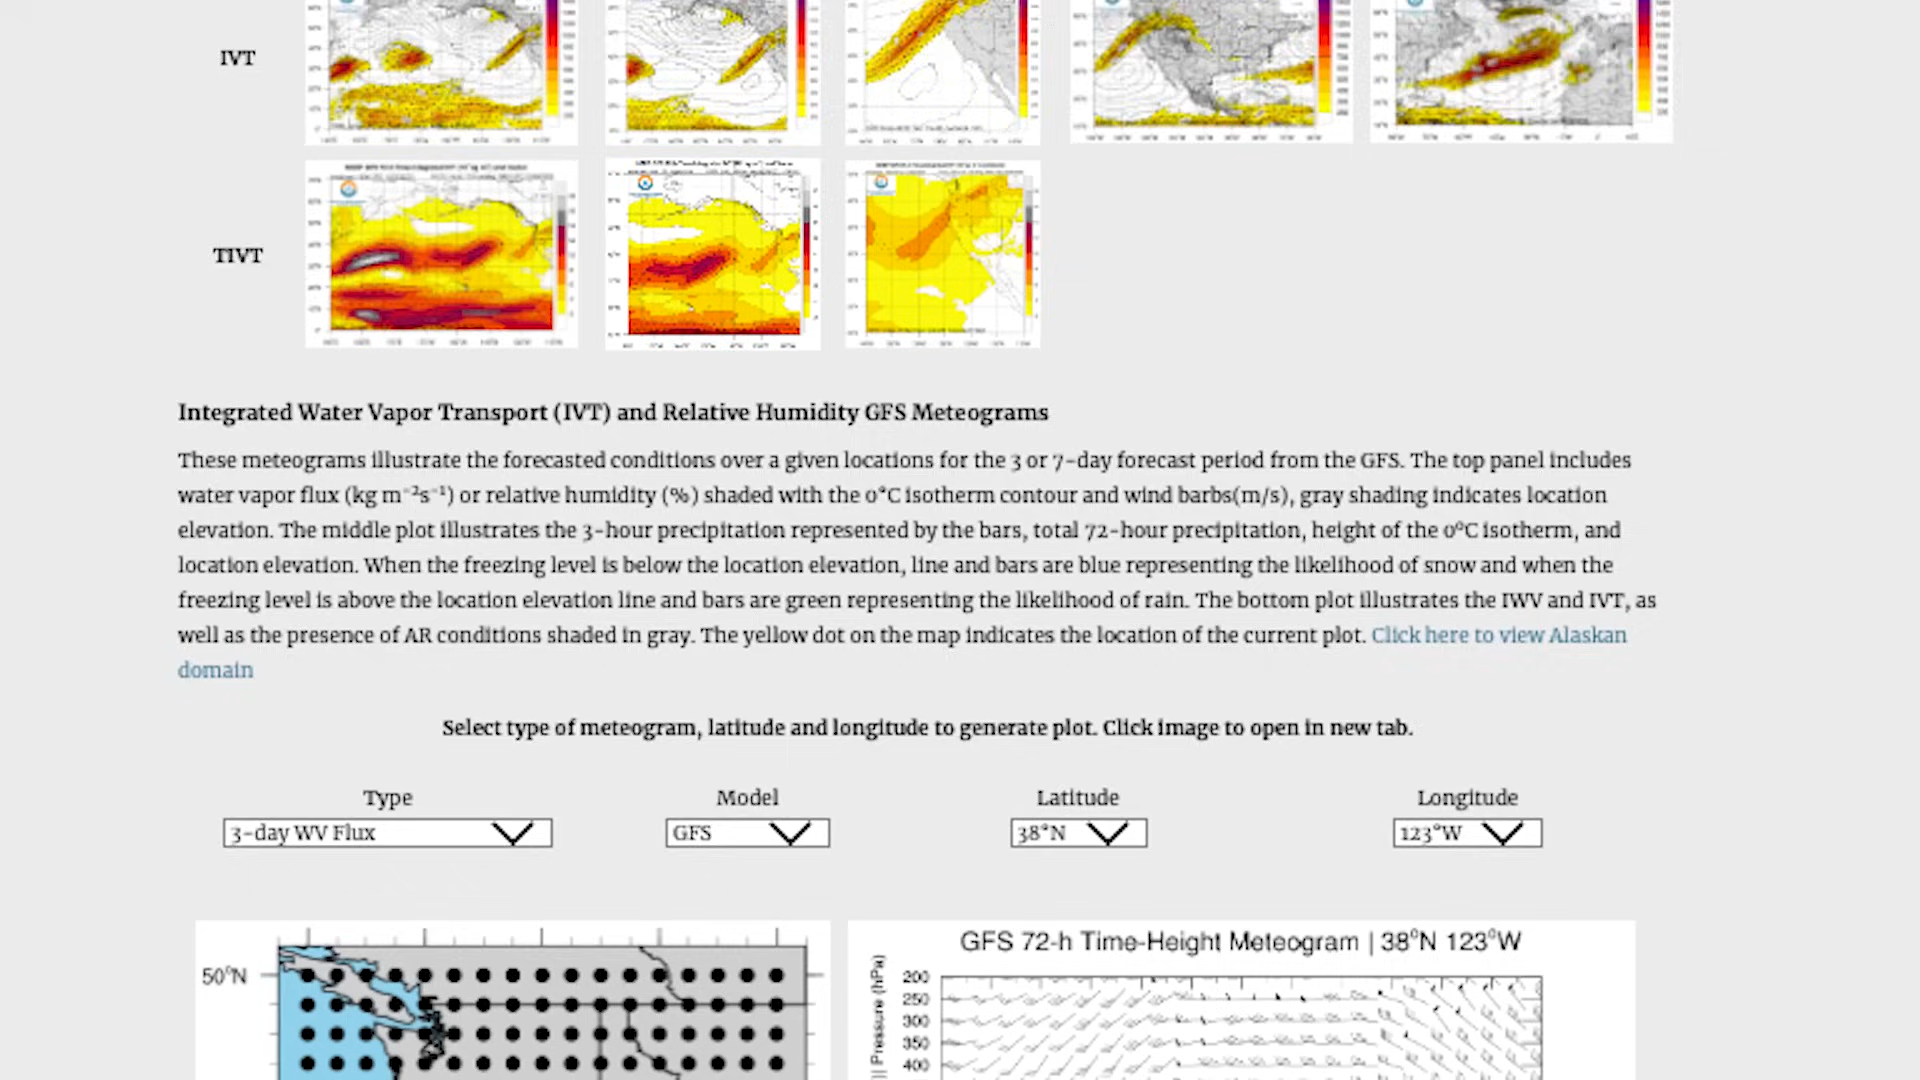 IVT
TIVT
Integrated Water Vapor Transport (IVT) and Relative Humidity GFS Meteograms
These meteograms illustrate the forecasted conditions over a given locations for the 3 or 7-day forecast period from the GFS. The top panel includes
water vapor flux (kg m⁻²s⁻¹) or relative humidity (%) shaded with the 0°C isotherm contour and wind barbs(m/s), gray shading indicates location
elevation. The middle plot illustrates the 3-hour precipitation represented by the bars, total 72-hour precipitation, height of the 0°C isotherm, and
location elevation. When the freezing level is below the location elevation, line and bars are blue representing the likelihood of snow and when the
freezing level is above the location elevation line and bars are green representing the likelihood of rain. The bottom plot illustrates the IWV and IVT, as
well as the presence of AR conditions shaded in gray. The yellow dot on the map indicates the location of the current plot. Click here to view Alaskan
domain
Select type of meteogram, latitude and longitude to generate plot. Click image to open in new tab.
Type Model Latitude Longitude
3-day WV Flux GFS 38°N 123°W
GFS 72-h Time-Height Meteogram | 38°N 123°W
50°N
| Pressure (hPa)
200
250
300
350
400